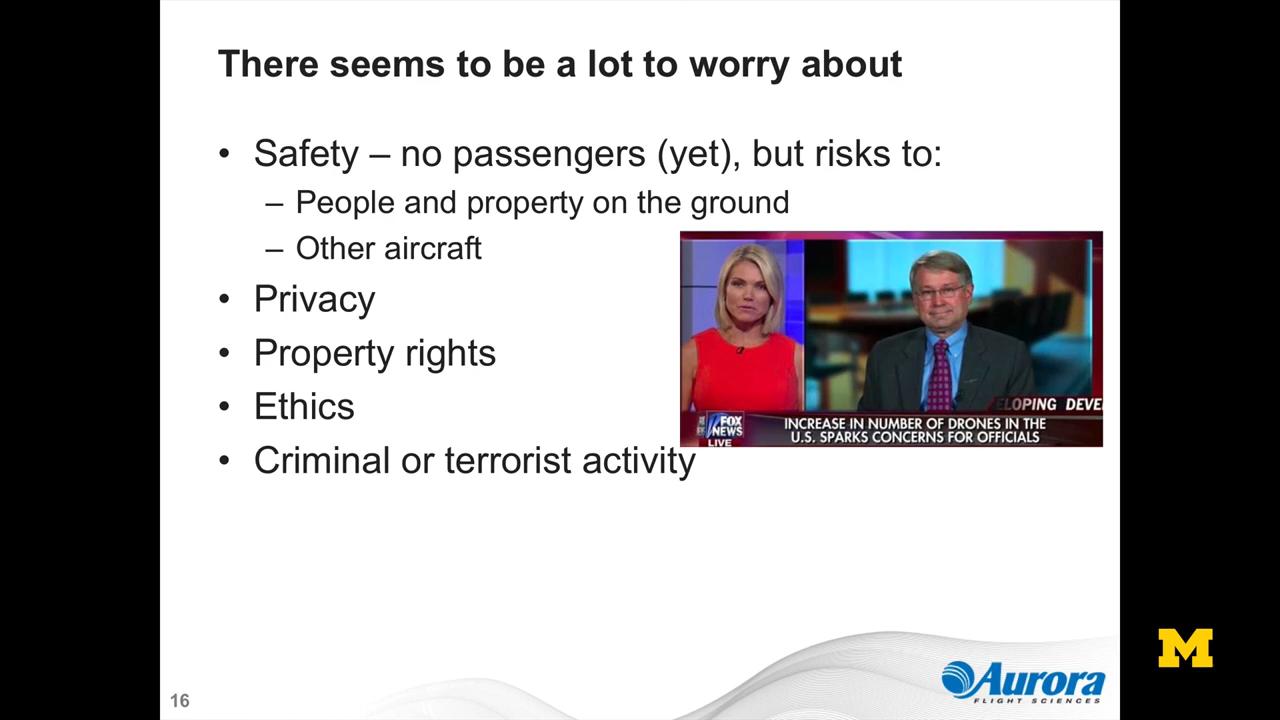 There seems to be a lot to worry about
• Safety – no passengers (yet), but risks to:
– People and property on the ground
– Other aircraft
• Privacy
• Property rights
• Ethics
• Criminal or terrorist activity
ELOPING DEVE
FOX
NEWS
LIVE
INCREASE IN NUMBER OF DRONES IN THE
U.S. SPARKS CONCERNS FOR OFFICIALS
M
16
Aurora
FLIGHT SCIENCES